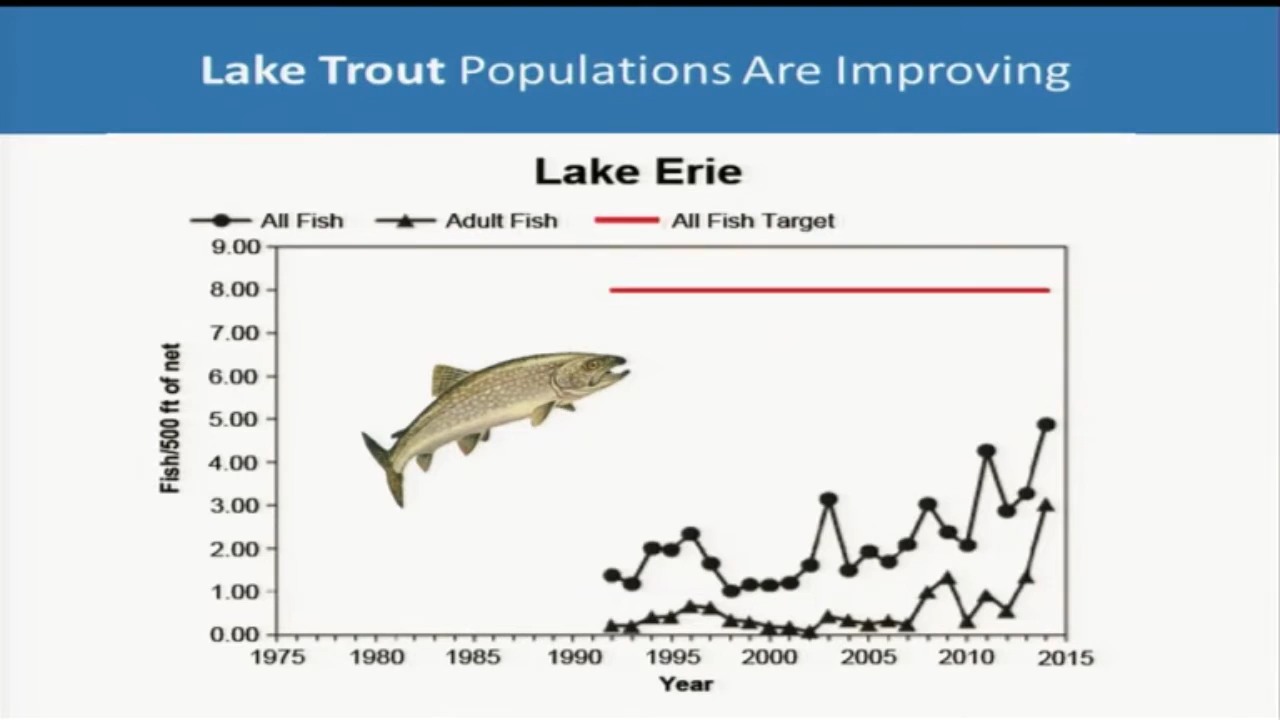 Lake Trout Populations Are Improving
Lake Erie
All Fish Adult Fish All Fish Target
9.00
8.00
7.00
6.00
5.00
4.00
3.00
2.00
1.00
0.00
Fish/500 ft of net
1975 1980 1985 1990 1995 2000 2005 2010 2015
Year